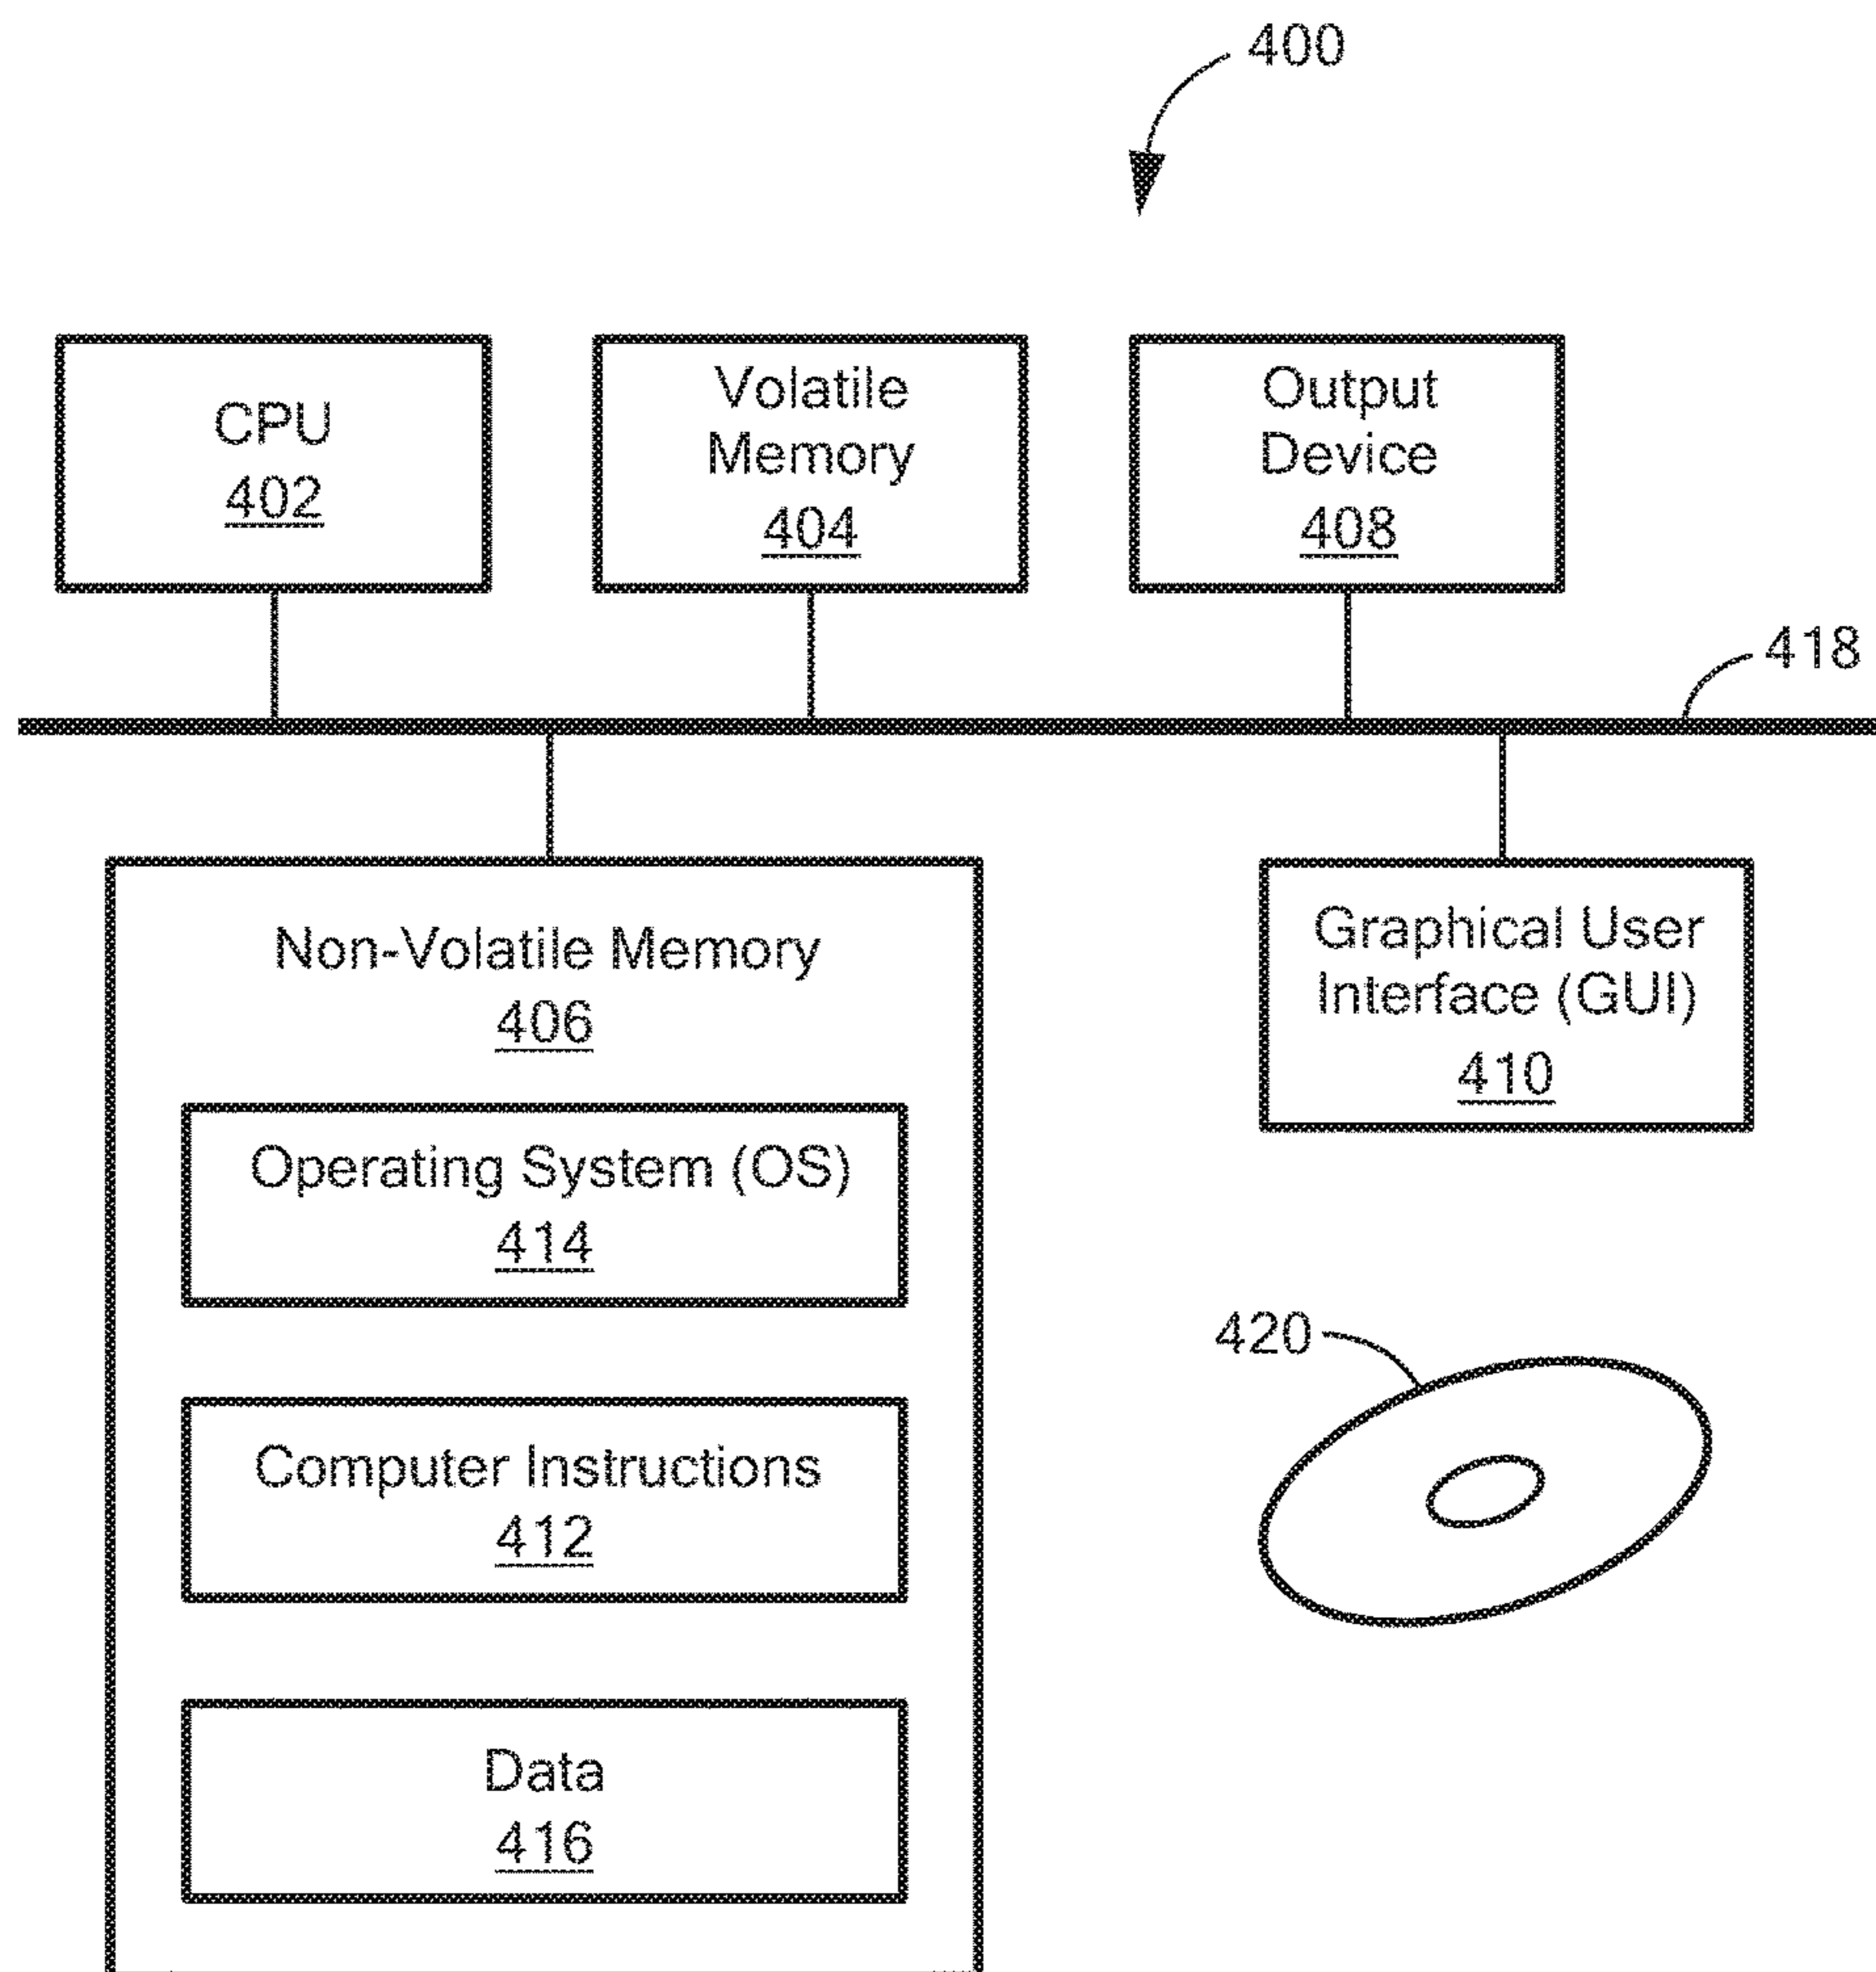 400
CPU
402
Volatile
Memory
404
Output
Device
408
418
Non-Volatile Memory
406
Operating System (OS)
414
Computer Instructions
412
Data
416
Graphical User
Interface (GUI)
410
420